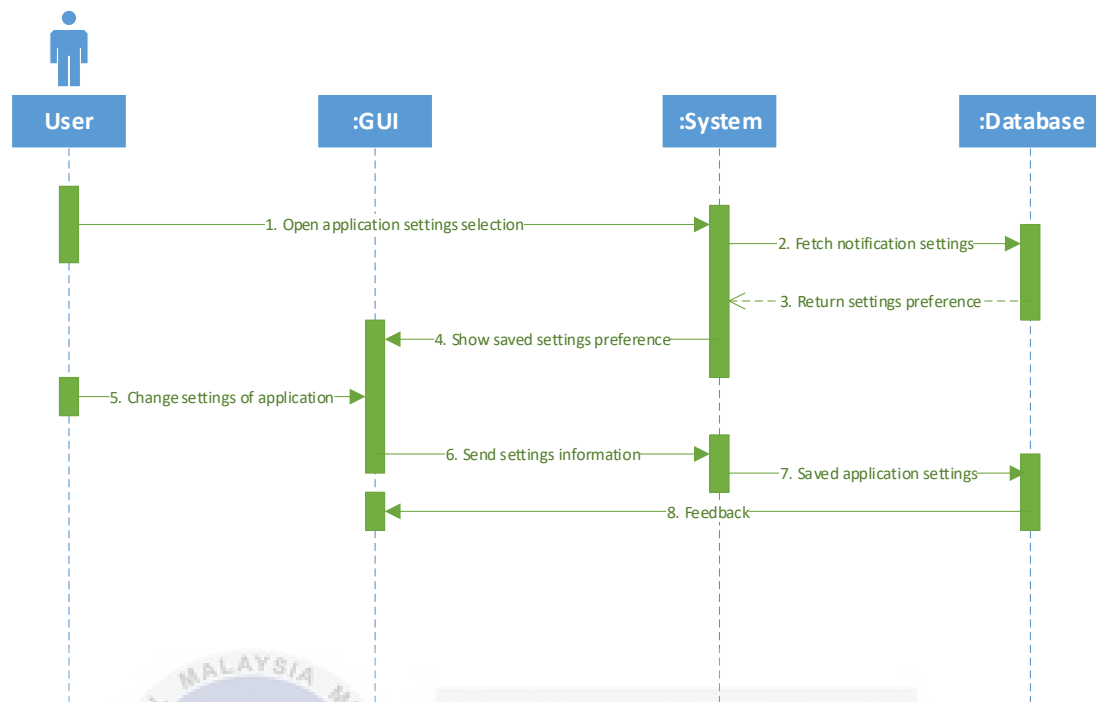 User
:GUI
:System
:Database
1. Open application settings selection
2. Fetch notification settings
3. Return settings preference
4. Show saved settings preference
5. Change settings of application
6. Send settings information
7. Saved application settings
8. Feedback
MALAYSIA